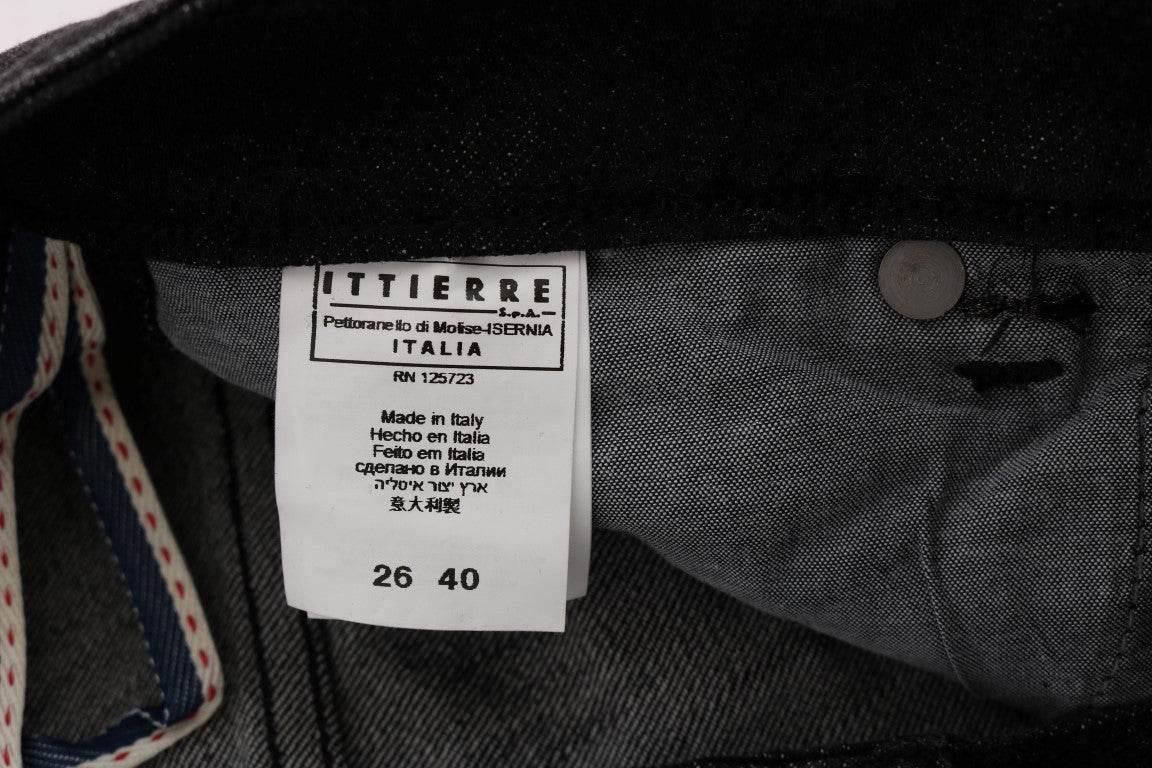 ITTIERRE
S.p.A.
Pettoranello di Molise-ISERNIA
ITALIA
RN 125723
Made in Italy
Hecho en Italia
Feito em Italia
сделано в Италии
ארץ יצור איטליה
意大利製
26 40